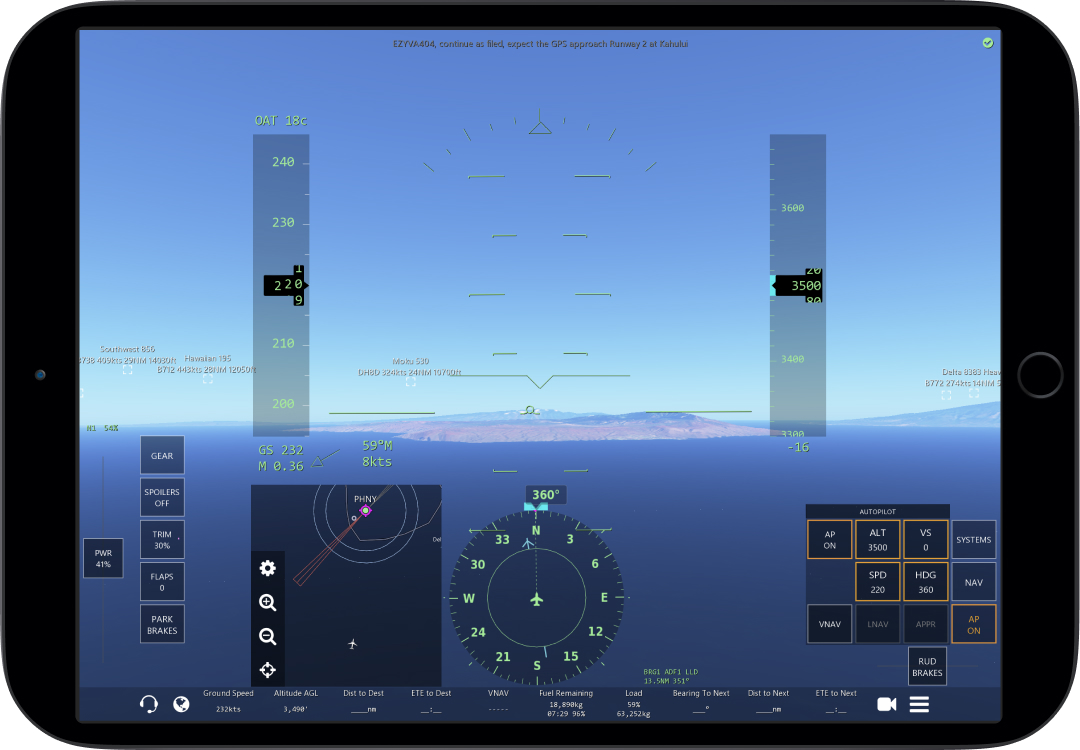 EZYVA404, continue as filed, expect the GPS approach Runway 2 at Kahului
OAT 18c
240
230
220
1
9
210
200
3600
20
3500
80
3400
3300
-16
Southwest 856
B738 409kts 29NM 14030ft
Hawaiian 195
B712 443kts 28NM 12050ft
Moku 530
DH8D 324kts 24NM 10700ft
Delta 8383 Heav
B772 274kts 14NM 5
N1 54%
GS 232
M 0.36
59°M
8kts
GEAR
SPOILERS
OFF
TRIM
30%
PWR
41%
FLAPS
0
PARK
BRAKES
PHNY
Del
360°
N
3
6
E
12
15
S
21
24
W
30
33
BRG1 ADF1 LLD
13.5NM 351°
AUTOPILOT
AP
ON
ALT
3500
VS
0
SYSTEMS
SPD
220
HDG
360
NAV
VNAV
LNAV
APPR
AP
ON
RUD
BRAKES
Ground Speed
232kts
Altitude AGL
3,490'
Dist to Dest
___nm
ETE to Dest
__:__
VNAV
-----
Fuel Remaining
18,890kg
07:29 96%
Load
59%
63,252kg
Bearing To Next
___°
Dist to Next
___nm
ETE to Next
__:__